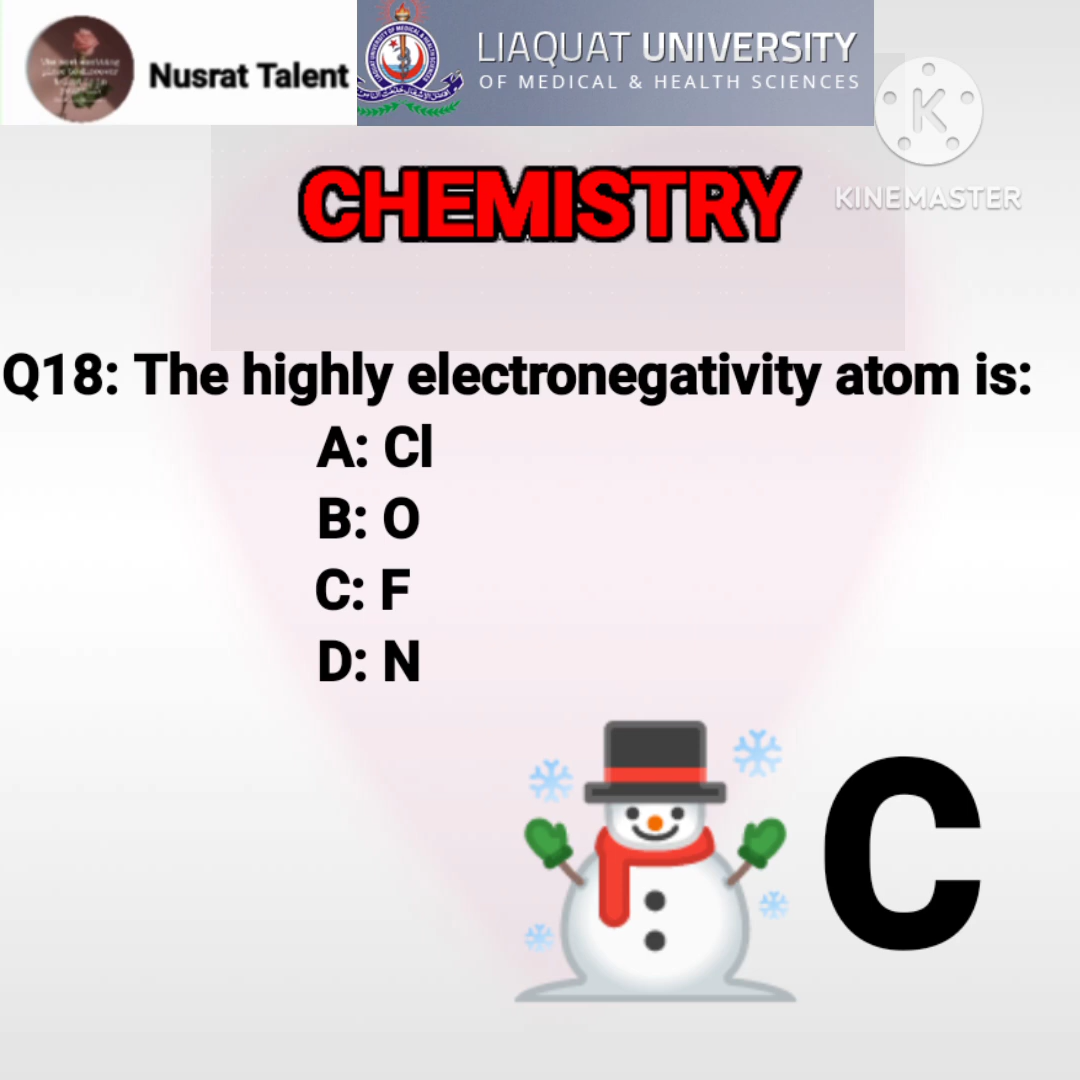 Nusrat Talent
LIAQUAT UNIVERSITY
OF MEDICAL & HEALTH SCIENCES
K
KINEMASTER
CHEMISTRY
Q18: The highly electronegativity atom is:
A: Cl
B: O
C: F
D: N
C